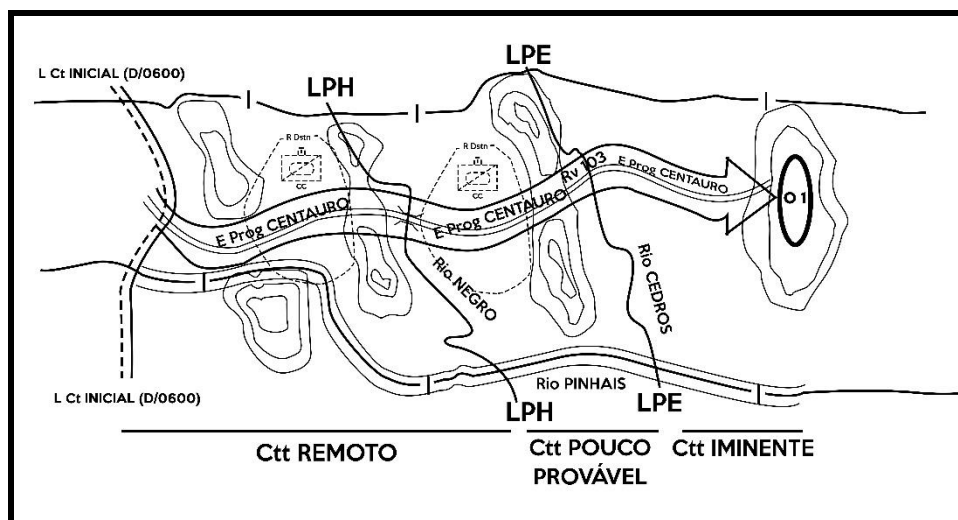 L Ct INICIAL (D/0600)
LPH
LPE
R Dstn
CC
R Dstn
CC
Rv 103
E Prog CENTAURO
E Prog CENTAURO
E Prog CENTAURO
O 1
Rio NEGRO
Rio CEDROS
Rio PINHAIS
L Ct INICIAL (D/0600)
LPH
LPE
Ctt REMOTO
Ctt POUCO
PROVÁVEL
Ctt IMINENTE